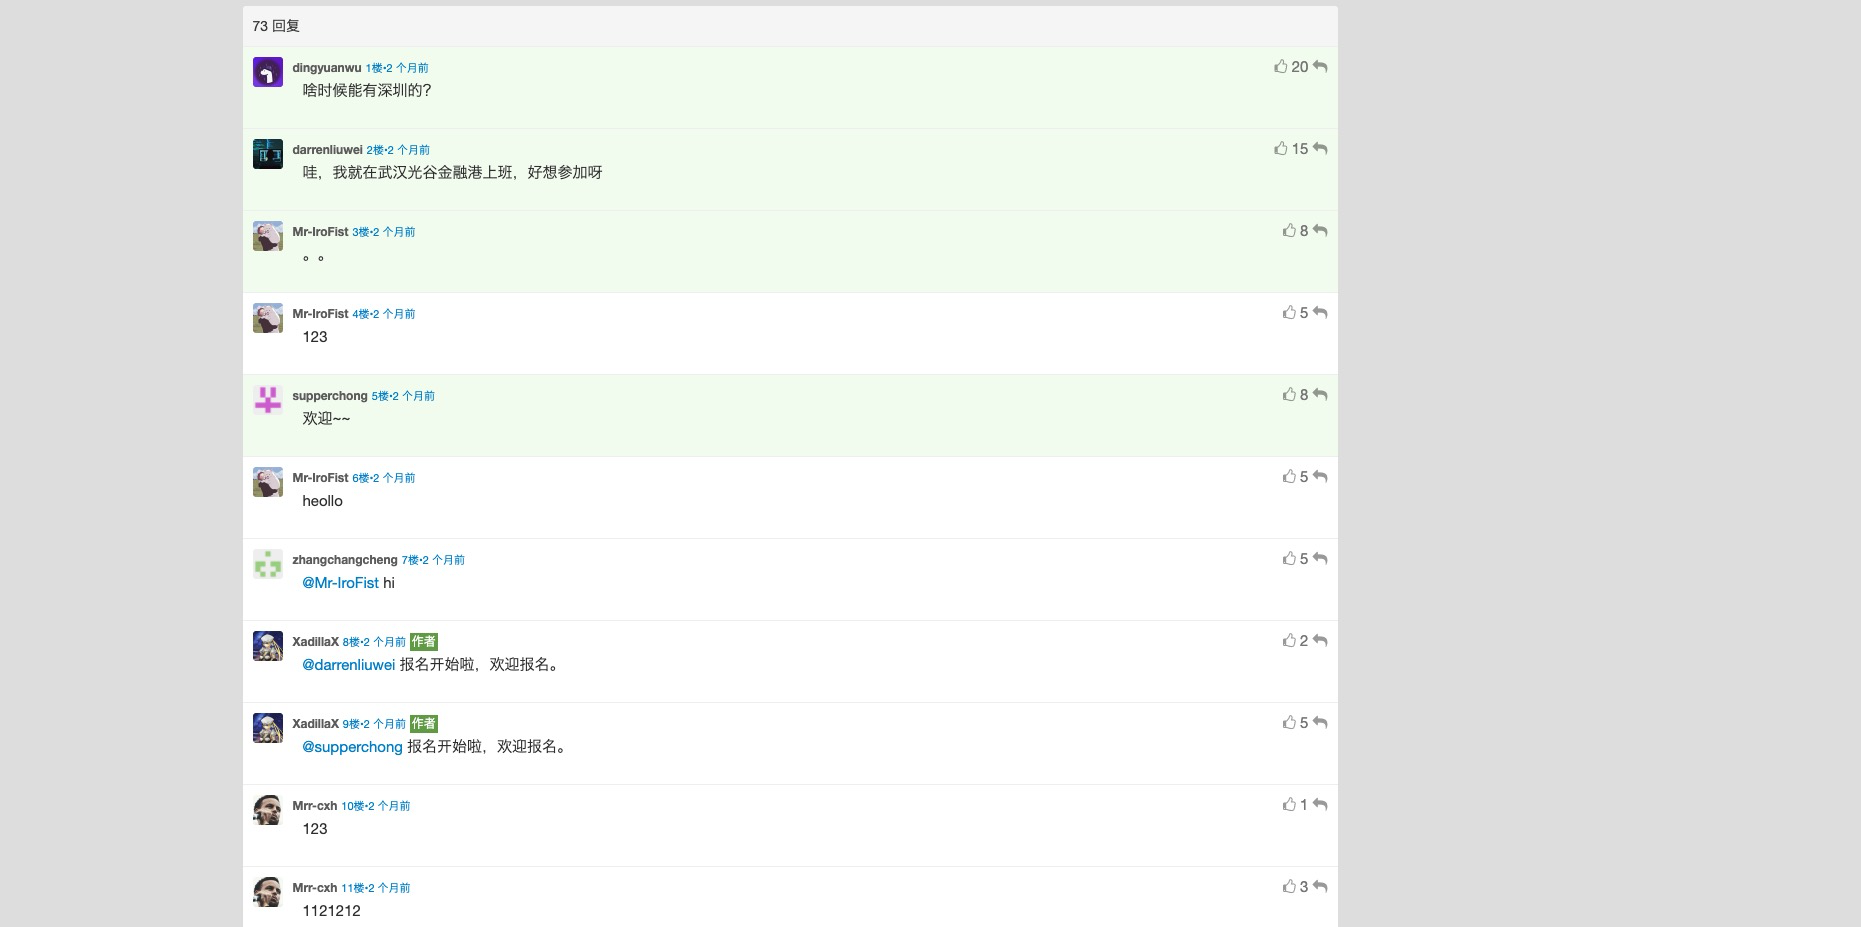 73 回复
dingyuanwu 1楼•2 个月前 20
啥时候能有深圳的？
darrenliuwei 2楼•2 个月前 15
哇，我就在武汉光谷金融港上班，好想参加呀
Mr-IroFist 3楼•2 个月前 8
。。
Mr-IroFist 4楼•2 个月前 5
123
supperchong 5楼•2 个月前 8
欢迎~~
Mr-IroFist 6楼•2 个月前 5
heollo
zhangchangcheng 7楼•2 个月前 5
@Mr-IroFist hi
XadillaX 8楼•2 个月前 作者 2
@darrenliuwei 报名开始啦，欢迎报名。
XadillaX 9楼•2 个月前 作者 5
@supperchong 报名开始啦，欢迎报名。
Mrr-cxh 10楼•2 个月前 1
123
Mrr-cxh 11楼•2 个月前 3
1121212